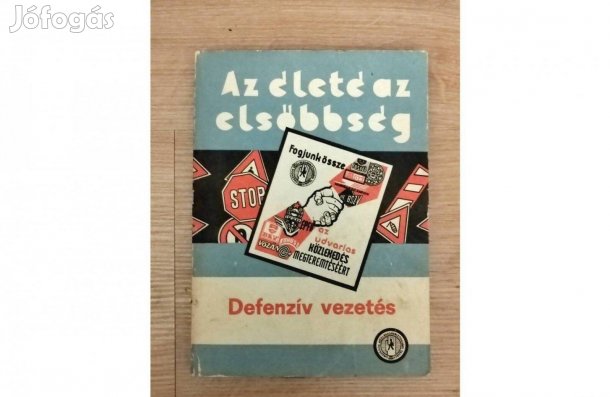 Jófogás
Az életé az
elsőbbség
Fogjunk össze
STOP
az
udvarias
KÖZLEKEDÉS
MEGTEREMTÉSÉÉRT
VOLÁN
Defenzív vezetés